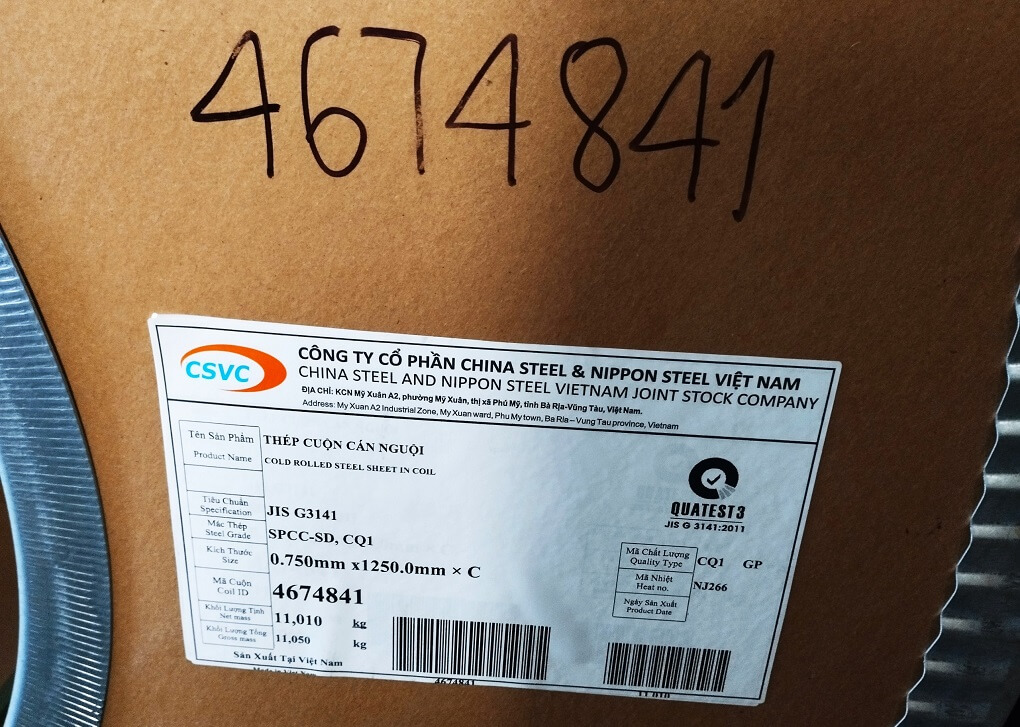 4674841
CSVC
CÔNG TY CỔ PHẦN CHINA STEEL & NIPPON STEEL VIỆT NAM
CHINA STEEL AND NIPPON STEEL VIETNAM JOINT STOCK COMPANY
ĐỊA CHỈ: KCN Mỹ Xuân A2, phường Mỹ Xuân, thị xã Phú Mỹ, tỉnh Bà Rịa-Vũng Tàu, Việt Nam.
Address: My Xuan A2 Industrial Zone, My Xuan ward, Phu My town, Ba Ria – Vung Tau province, Vietnam
Tên Sản Phẩm THÉP CUỘN CÁN NGUỘI
Product Name COLD ROLLED STEEL SHEET IN COIL
QUATEST 3
JIS G 3141:2011
Tiêu Chuẩn
Specification JIS G3141
Mác Thép
Steel Grade SPCC-SD, CQ1
Kích Thước
Size 0.750mm x1250.0mm × C
Mã Cuộn
Coil ID 4674841
Khối Lượng Tịnh
Net mass 11,010 kg
Khối Lượng Tổng
Gross mass 11,050 kg
Mã Chất Lượng
Quality Type CQ1 GP
Mã Nhiệt
Heat no. NJ266
Ngày Sản Xuất
Product Date
Sản Xuất Tại Việt Nam
Made in Viet Nam
4674841
11,010